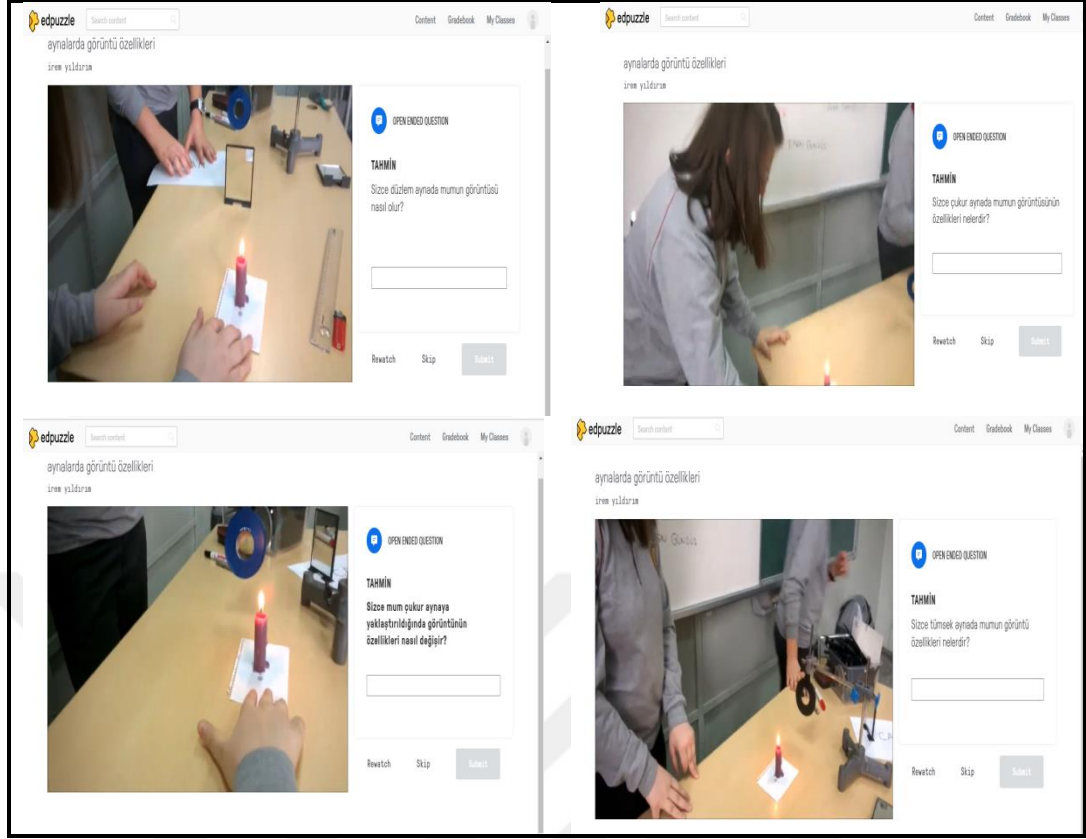 edpuzzle
Search content
Content Gradebook My Classes
aynalarda görüntü özellikleri
irem yıldırım
OPEN ENDED QUESTION
TAHMİN
Sizce düzlem aynada mumun görüntüsü
nasıl olur?
Rewatch Skip Submit
edpuzzle
Search content
Content Gradebook My Classes
aynalarda görüntü özellikleri
irem yıldırım
OPEN ENDED QUESTION
TAHMİN
Sizce çukur aynada mumun görüntüsünün
özellikleri nelerdir?
Rewatch Skip Submit
edpuzzle
Search content
Content Gradebook My Classes
aynalarda görüntü özellikleri
irem yıldırım
OPEN ENDED QUESTION
TAHMİN
Sizce mum çukur aynaya
yaklaştırıldığında görüntünün
özellikleri nasıl değişir?
Rewatch Skip Submit
edpuzzle
Search content
Content Gradebook My Classes
aynalarda görüntü özellikleri
irem yıldırım
OPEN ENDED QUESTION
TAHMİN
Sizce tümsek aynada mumun görüntü
özellikleri nelerdir?
Rewatch Skip Submit